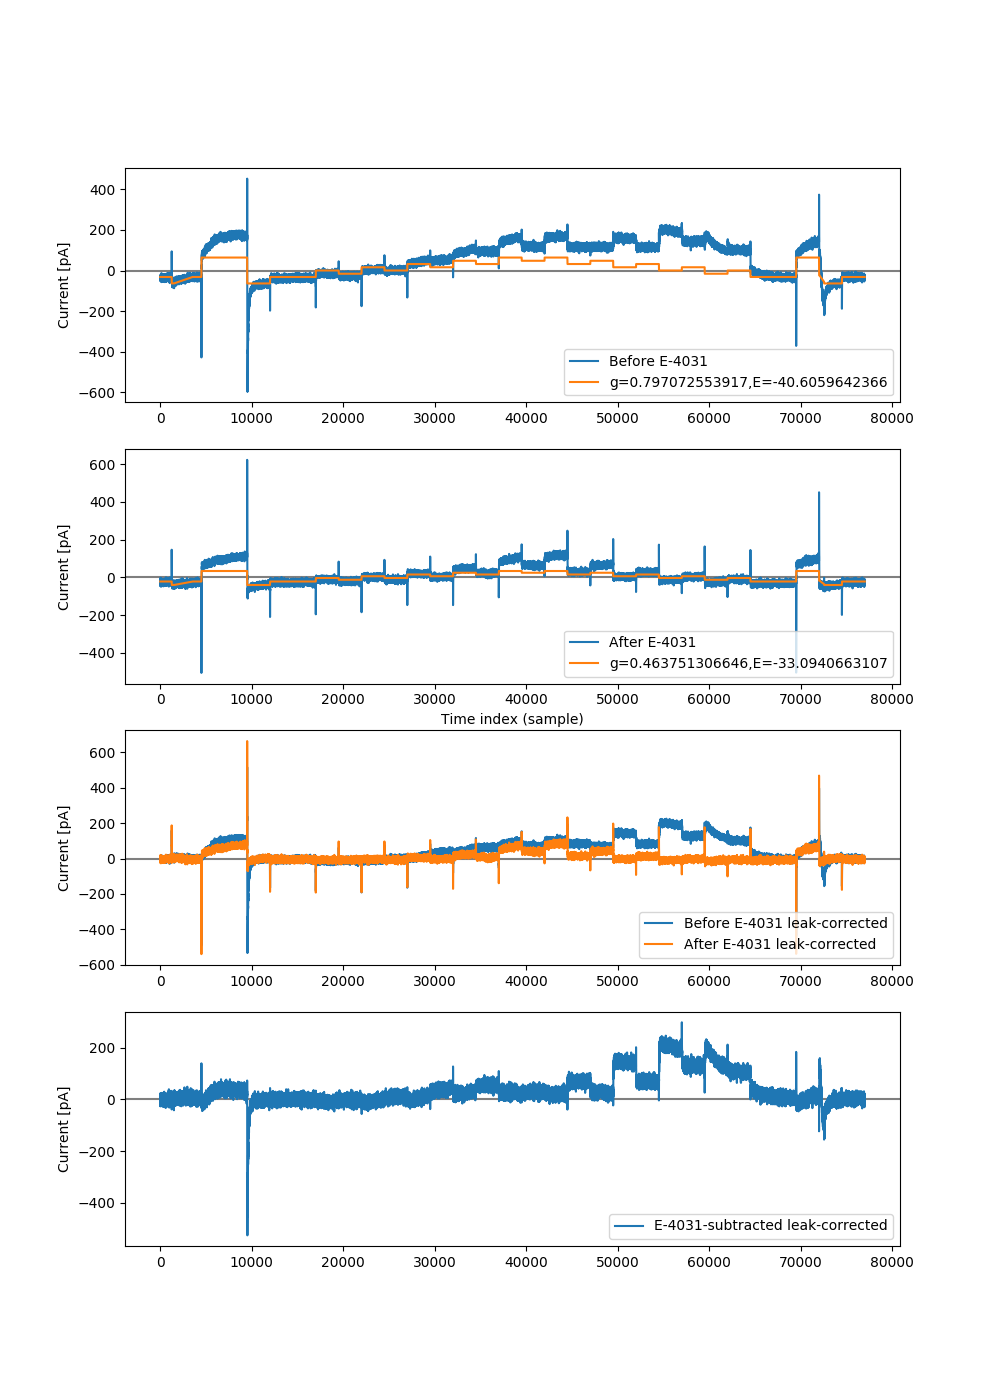 400
200
0
−200
−400
−600
Current [pA]
Before E-4031
g=0.797072553917,E=-40.6059642366
0 10000 20000 30000 40000 50000 60000 70000 80000
600
400
200
0
−200
−400
Current [pA]
After E-4031
g=0.463751306646,E=-33.0940663107
0 10000 20000 30000 40000 50000 60000 70000 80000
Time index (sample)
600
400
200
0
−200
−400
−600
Current [pA]
Before E-4031 leak-corrected
After E-4031 leak-corrected
0 10000 20000 30000 40000 50000 60000 70000 80000
200
0
−200
−400
Current [pA]
E-4031-subtracted leak-corrected
0 10000 20000 30000 40000 50000 60000 70000 80000